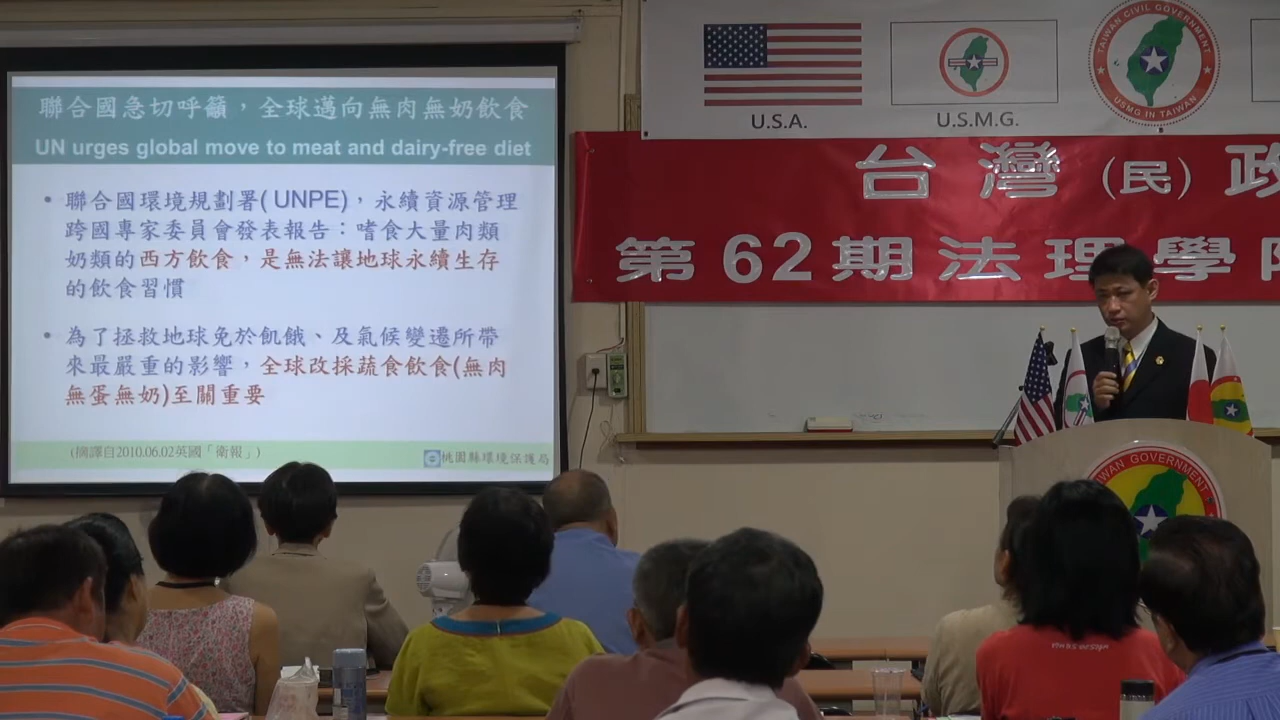 聯合國急切呼籲，全球邁向無肉無奶飲食
UN urges global move to meat and dairy-free diet
• 聯合國環境規劃署( UNPE)，永續資源管理
跨國專家委員會發表報告：嗜食大量肉類
奶類的西方飲食，是無法讓地球永續生存
的飲食習慣
• 為了拯救地球免於飢餓、及氣候變遷所帶
來最嚴重的影響，全球改採蔬食飲食(無肉
無蛋無奶)至關重要
(摘譯自2010.06.02英國「衛報」)
桃園縣環境保護局
U.S.A.
U.S.M.G.
TAIWAN CIVIL GOVERNMENT
USMG IN TAIWAN
台灣(民)政
第62期法理學
TAIWAN GOVERNMENT